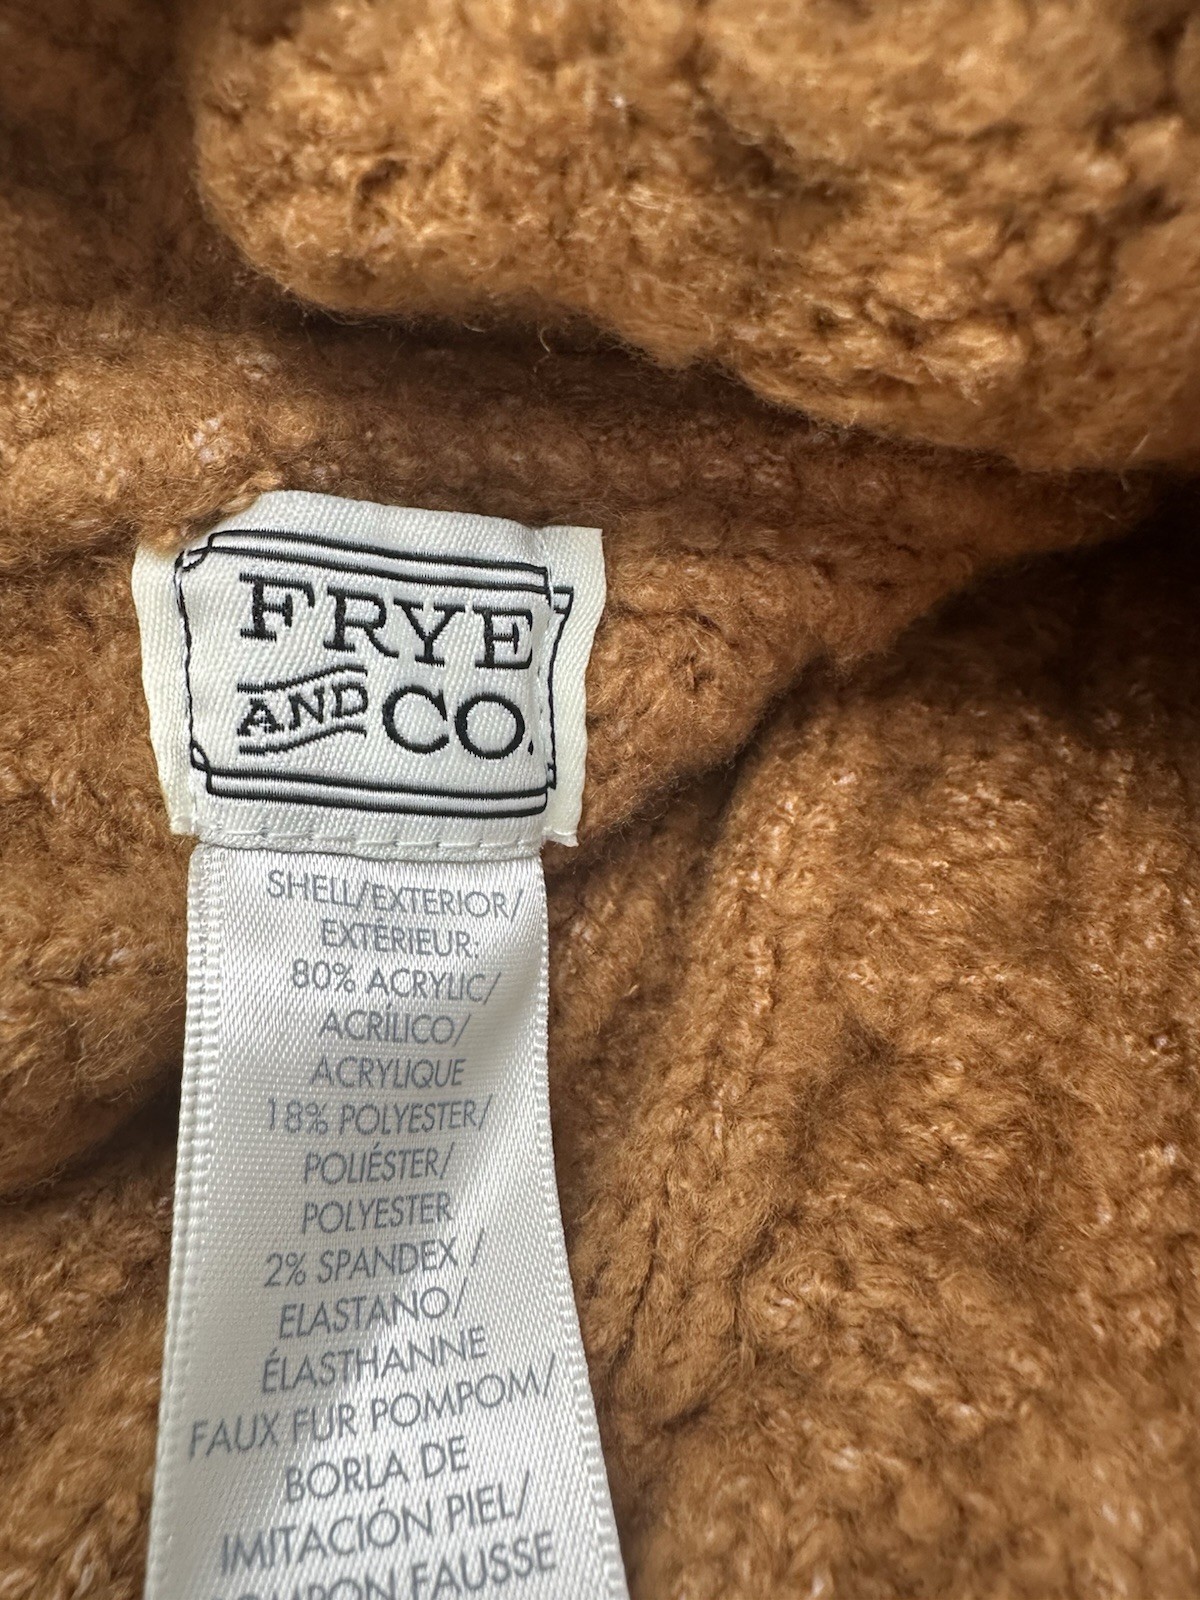 FRYE
AND CO.
SHELL/EXTERIOR/
EXTÉRIEUR:
80% ACRYLIC/
ACRÍLICO/
ACRYLIQUE
18% POLYESTER/
POLIÉSTER/
POLYESTER
2% SPANDEX /
ELASTANO/
ÉLASTHANNE
FAUX FUR POMPOM/
BORLA DE
IMITACIÓN PIEL/
FAUSSE